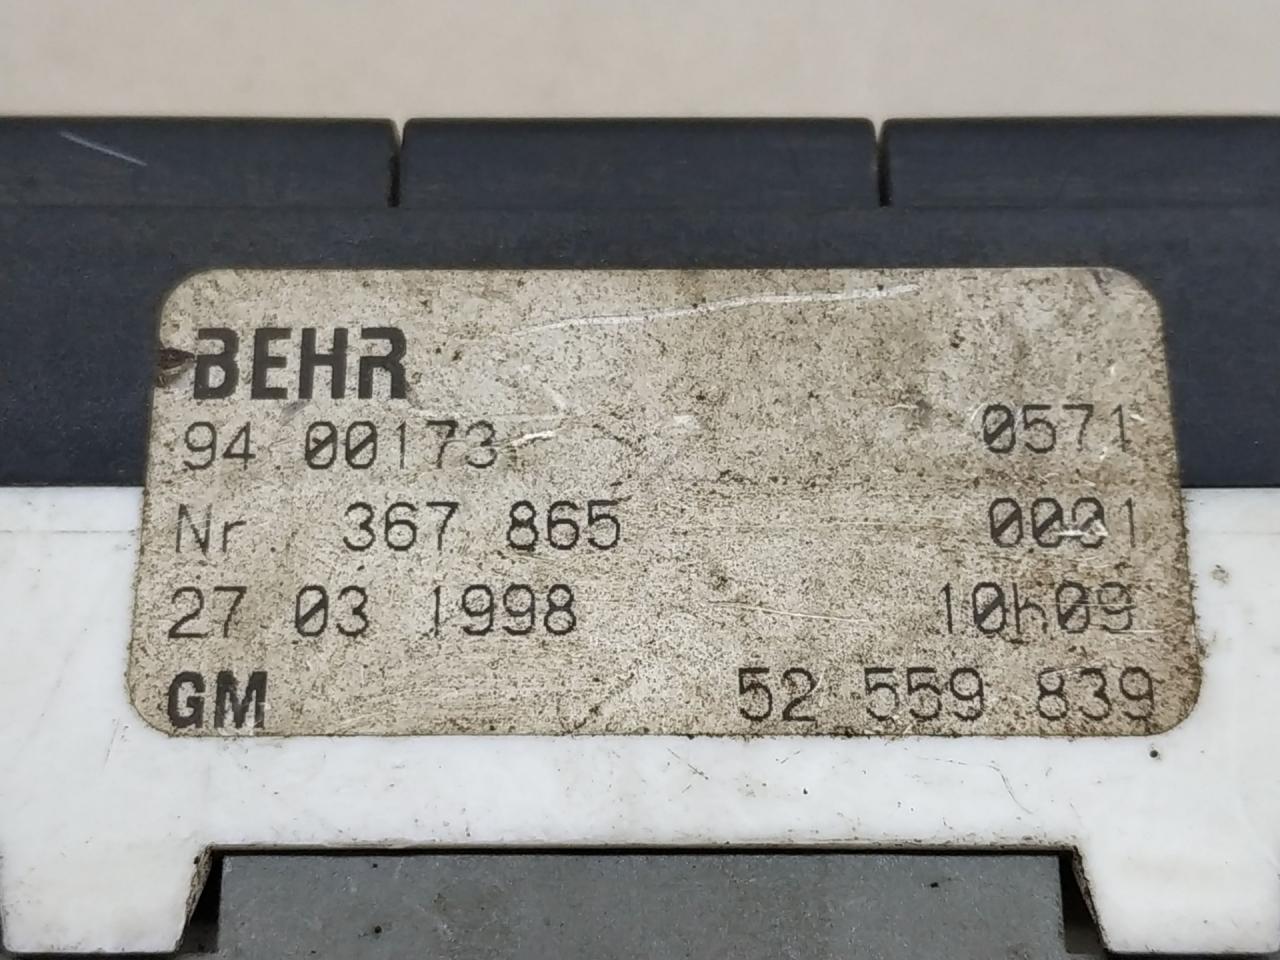 BEHR
94 00173 0571
Nr 367 865 0001
27 03 1998 10h09
GM 52 559 839